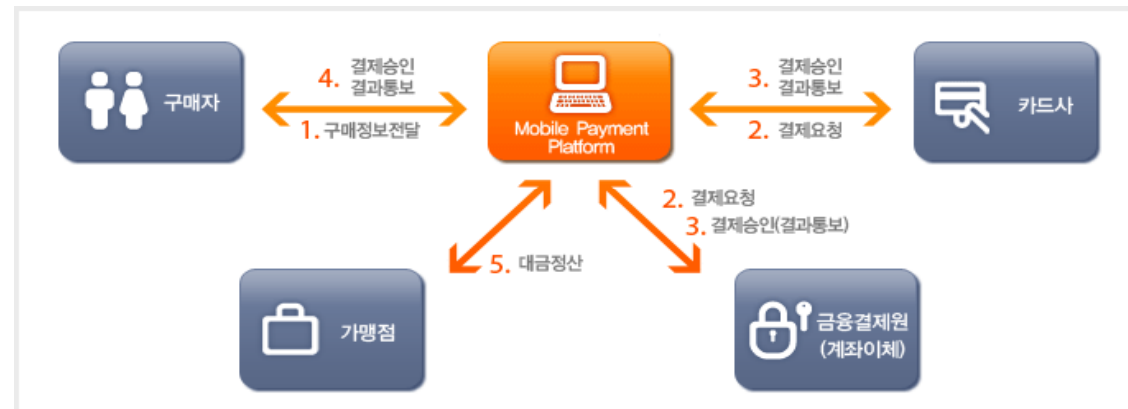 구매자
4. 결제승인
결과통보
1. 구매정보전달
Mobile Payment
Platform
3. 결제승인
결과통보
2. 결제요청
카드사
2. 결제요청
3. 결제승인(결과통보)
5. 대금정산
가맹점
금융결제원
(계좌이체)